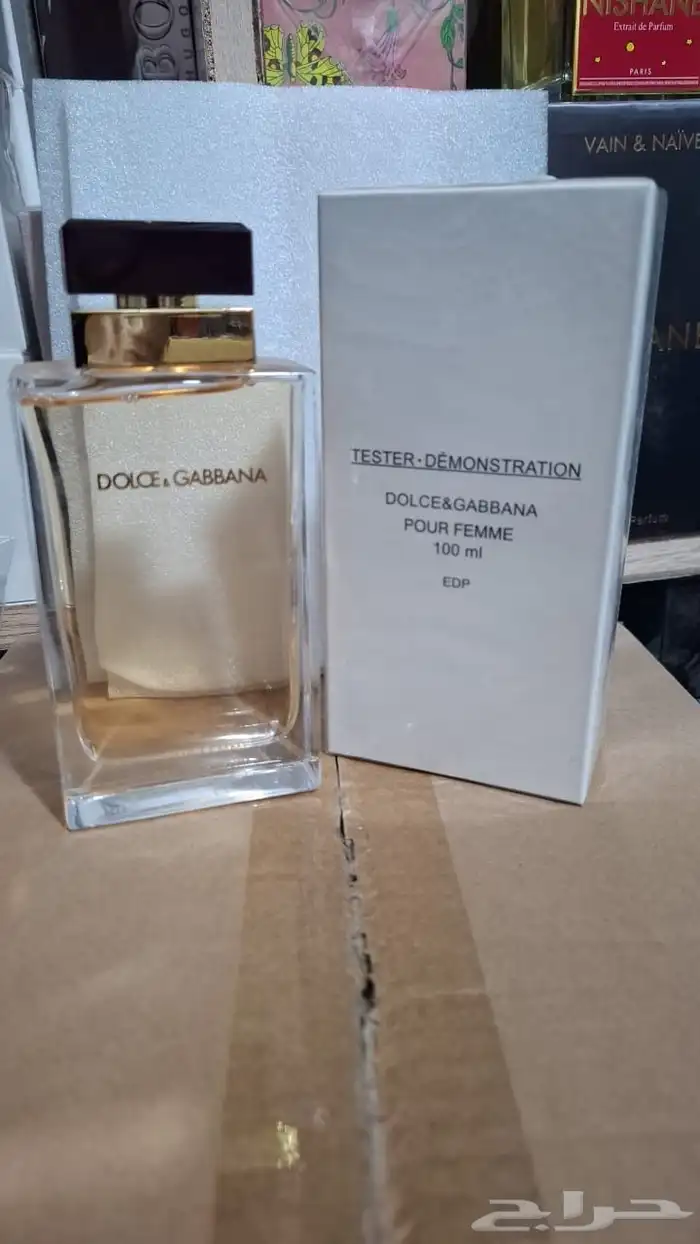 NISHANE
Extrait de Parfum
PARIS
VAIN & NAÏVE
DOLCE & GABBANA
TESTER·DÉMONSTRATION
DOLCE&GABBANA
POUR FEMME
100 ml
EDP
Parfum
حراج